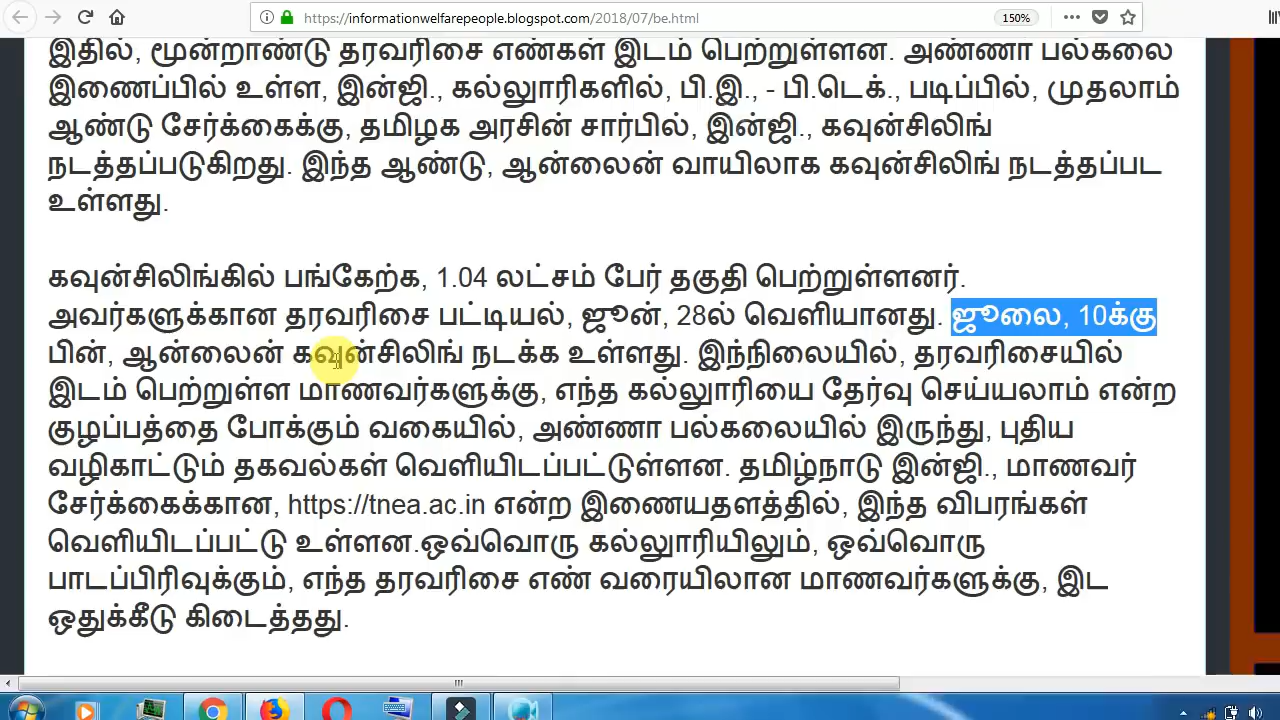 https://informationwelfarepeople.blogspot.com/2018/07/be.html
150%
இதில், மூன்றாண்டு தரவரிசை எண்கள் இடம் பெற்றுள்ளன. அண்ணா பல்கலை
இணைப்பில் உள்ள, இன்ஜி., கல்லுாரிகளில், பி.இ., - பி.டெக்., படிப்பில், முதலாம்
ஆண்டு சேர்க்கைக்கு, தமிழக அரசின் சார்பில், இன்ஜி., கவுன்சிலிங்
நடத்தப்படுகிறது. இந்த ஆண்டு, ஆன்லைன் வாயிலாக கவுன்சிலிங் நடத்தப்பட
உள்ளது.
கவுன்சிலிங்கில் பங்கேற்க, 1.04 லட்சம் பேர் தகுதி பெற்றுள்ளனர்.
அவர்களுக்கான தரவரிசை பட்டியல், ஜூன், 28ல் வெளியானது. ஜூலை, 10க்கு
பின், ஆன்லைன் கவுன்சிலிங் நடக்க உள்ளது. இந்நிலையில், தரவரிசையில்
இடம் பெற்றுள்ள மாணவர்களுக்கு, எந்த கல்லுாரியை தேர்வு செய்யலாம் என்ற
குழப்பத்தை போக்கும் வகையில், அண்ணா பல்கலையில் இருந்து, புதிய
வழிகாட்டும் தகவல்கள் வெளியிடப்பட்டுள்ளன. தமிழ்நாடு இன்ஜி., மாணவர்
சேர்க்கைக்கான, https://tnea.ac.in என்ற இணையதளத்தில், இந்த விபரங்கள்
வெளியிடப்பட்டு உள்ளன.ஒவ்வொரு கல்லுாரியிலும், ஒவ்வொரு
பாடப்பிரிவுக்கும், எந்த தரவரிசை எண் வரையிலான மாணவர்களுக்கு, இட
ஒதுக்கீடு கிடைத்தது.